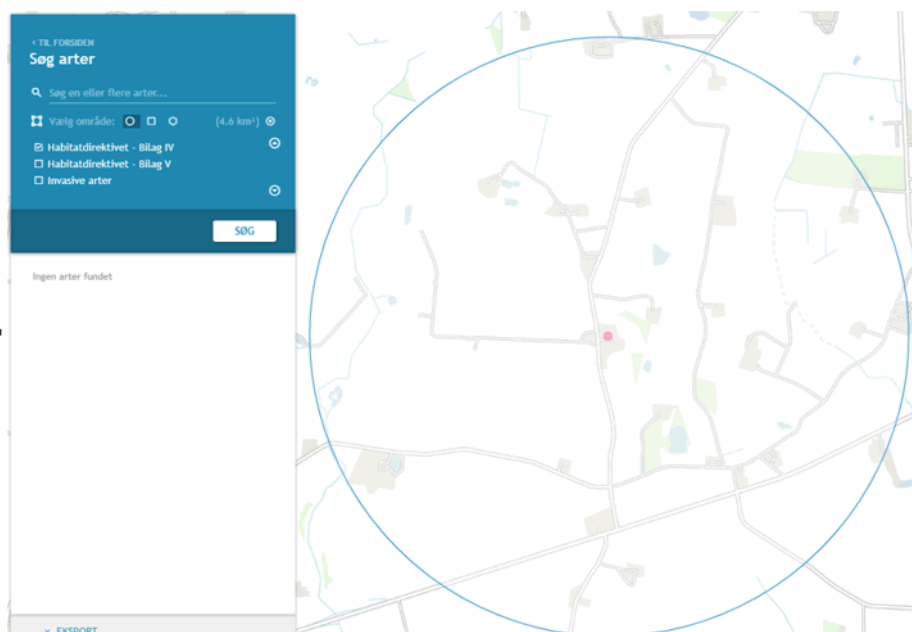 ‹ TIL FORSIDEN
Søg arter
Søg en eller flere arter...
Vælg område: (4.6 km²)
Habitatdirektivet - Bilag IV
Habitatdirektivet - Bilag V
Invasive arter
SØG
Ingen arter fundet
EKSPORT